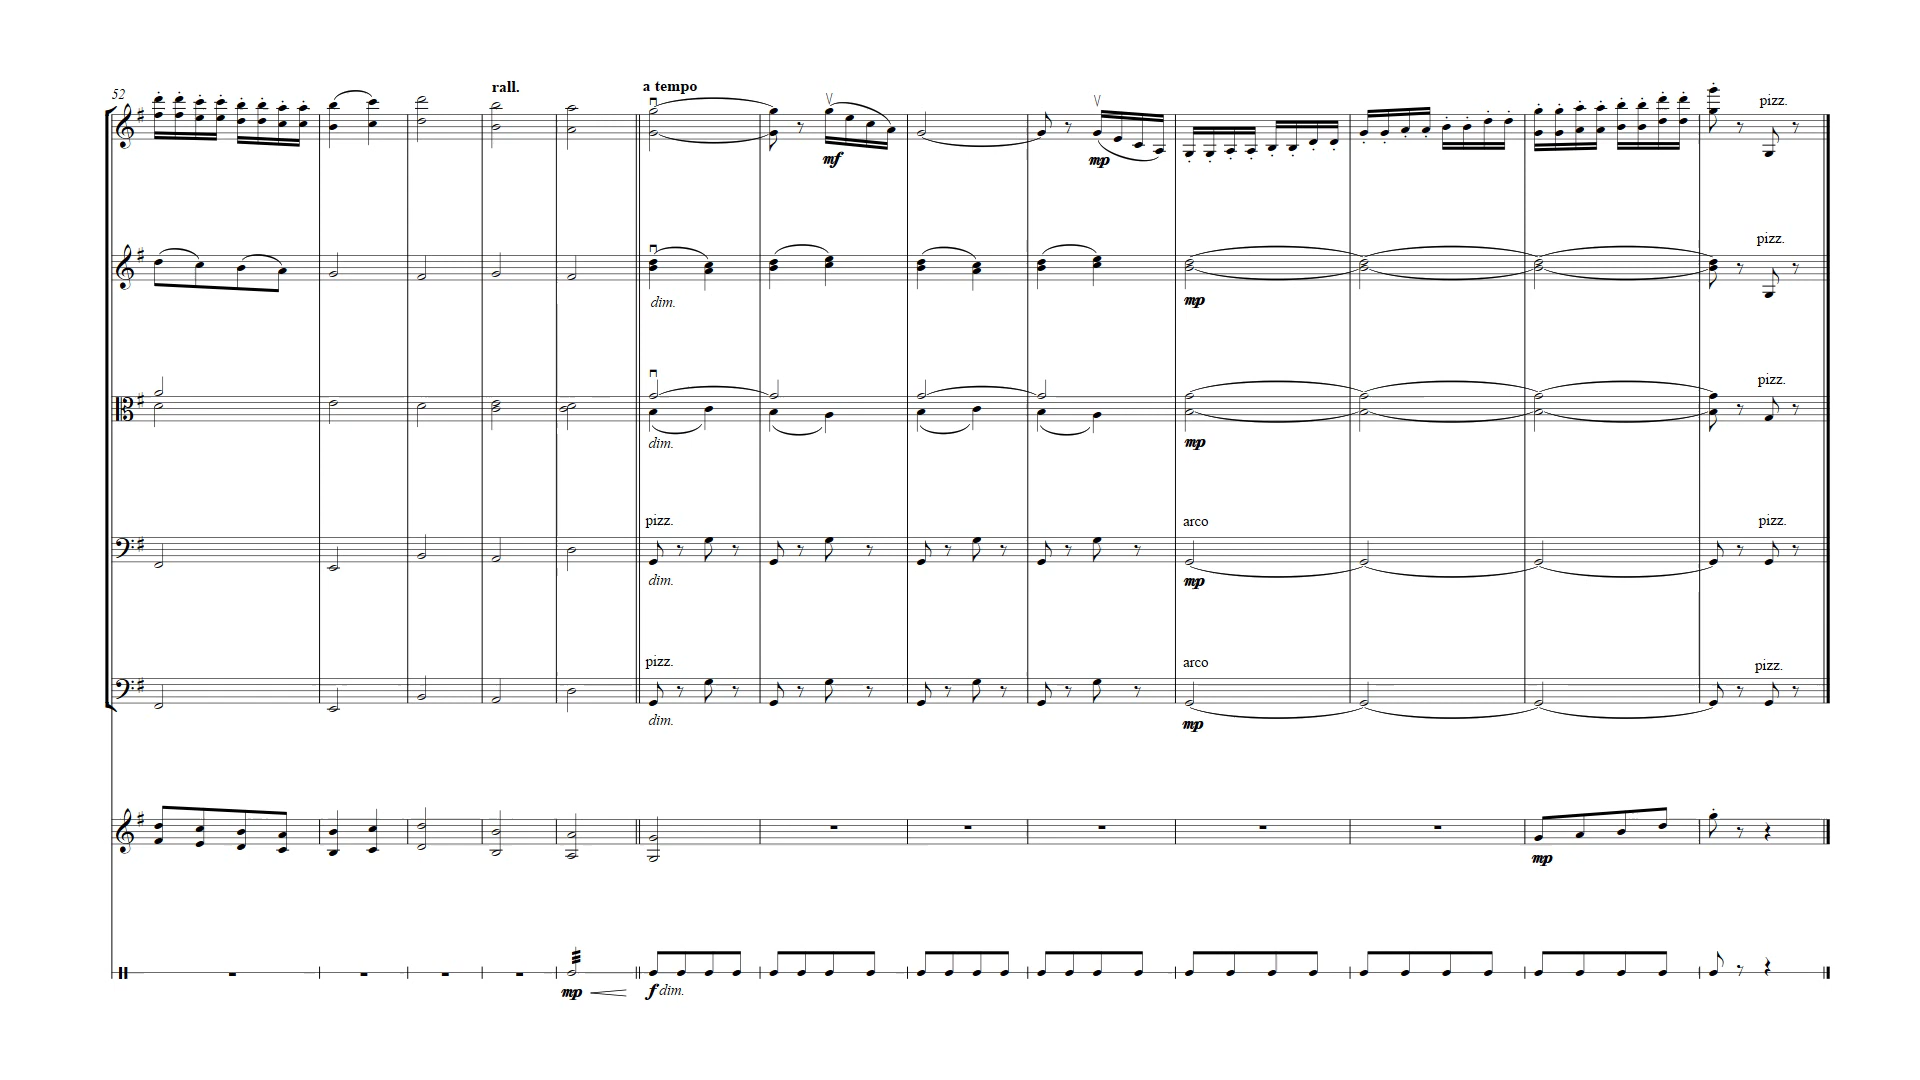 52
rall.
a tempo
pizz.
mf
mp
pizz.
dim.
mp
pizz.
dim.
mp
pizz.
arco
pizz.
dim.
mp
pizz.
arco
pizz.
dim.
mp
mp
mp
f dim.